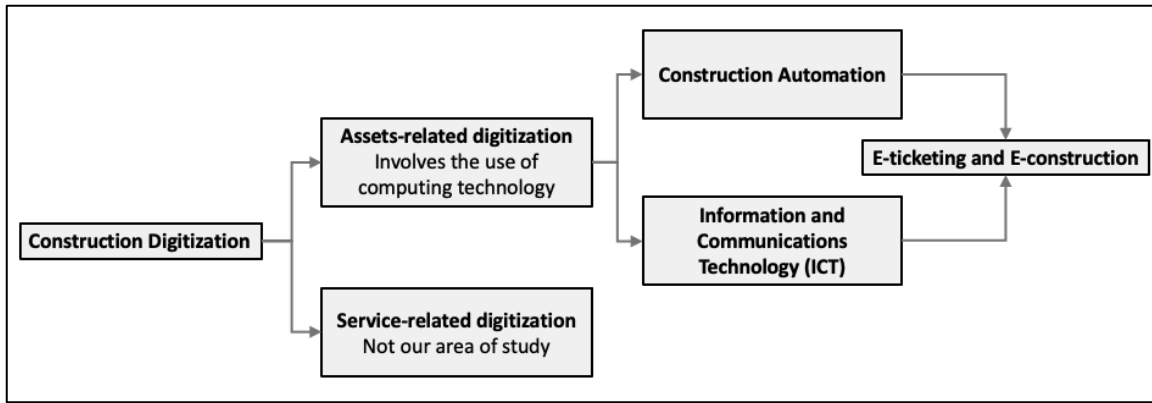 Construction Digitization
Assets-related digitization
Involves the use of
computing technology
Service-related digitization
Not our area of study
Construction Automation
Information and
Communications
Technology (ICT)
E-ticketing and E-construction